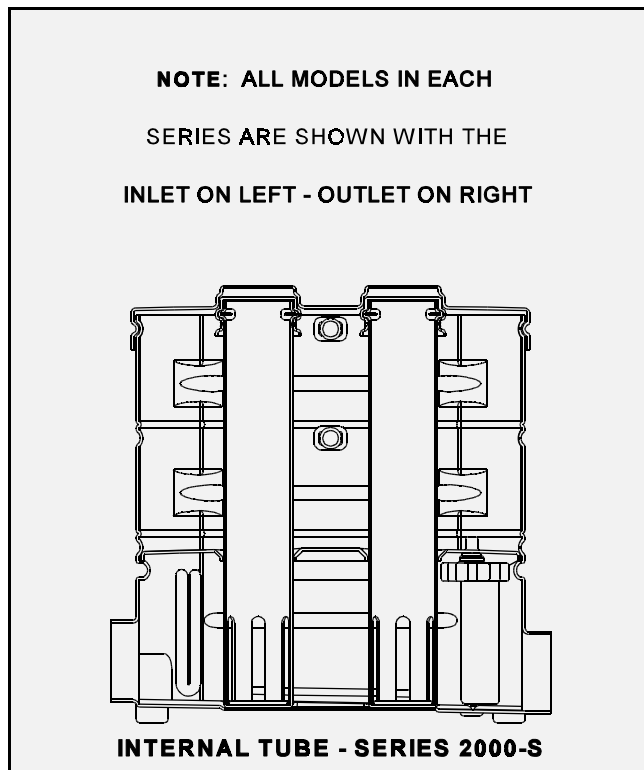 NOTE: ALL MODELS IN EACH
SERIES ARE SHOWN WITH THE
INLET ON LEFT - OUTLET ON RIGHT
INTERNAL TUBE - SERIES 2000-S